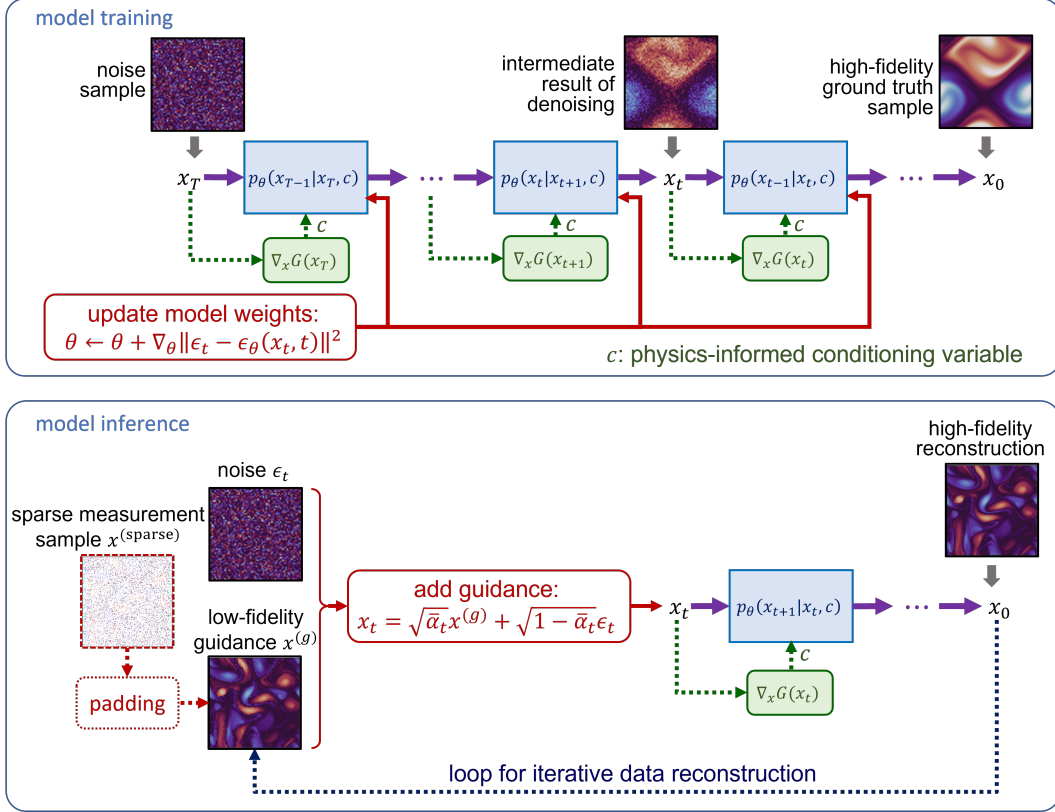 model training
noise
sample
intermediate
result of
denoising
high-fidelity
ground truth
sample
x_T
p_θ(x_{T−1}|x_T, c)
···
···
p_θ(x_t|x_{t+1}, c)
x_t
p_θ(x_{t−1}|x_t, c)
···
x_0
c
c
c
∇_x G(x_T)
∇_x G(x_{t+1})
∇_x G(x_t)
update model weights:
θ ← θ + ∇_θ‖ϵ_t − ϵ_θ(x_t, t)‖²
c: physics-informed conditioning variable
model inference
high-fidelity
reconstruction
noise ϵ_t
sparse measurement
sample x^(sparse)
low-fidelity
guidance x^(g)
padding
add guidance:
x_t = √ᾱ_t x^(g) + √(1 − ᾱ_t) ϵ_t
x_t
p_θ(x_{t+1}|x_t, c)
···
x_0
c
∇_x G(x_t)
loop for iterative data reconstruction